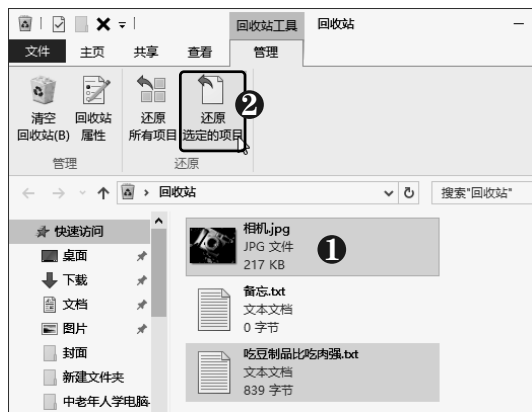 回收站工具 回收站
文件 主页 共享 查看 管理
清空
回收站(B)
回收站
属性
还原
所有项目
还原
选定的项目
2
管理 还原
回收站 搜索"回收站"
快速访问
桌面
下载
文档
图片
封面
新建文件夹
中老年人学电脑
相机.jpg
JPG 文件
217 KB
1
备忘.txt
文本文档
0 字节
吃豆制品比吃肉强.txt
文本文档
839 字节